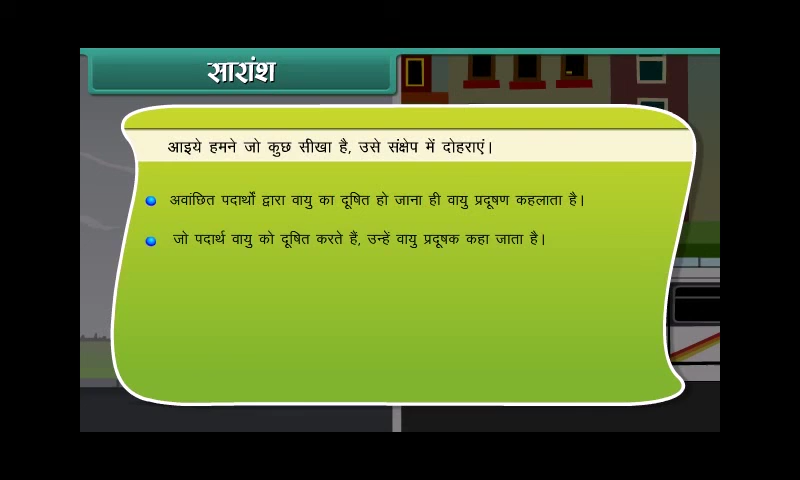 सारांश
आइये हमने जो कुछ सीखा है, उसे संक्षेप में दोहराएं।
अवांछित पदार्थों द्वारा वायु का दूषित हो जाना ही वायु प्रदूषण कहलाता है।
जो पदार्थ वायु को दूषित करते हैं, उन्हें वायु प्रदूषक कहा जाता है।